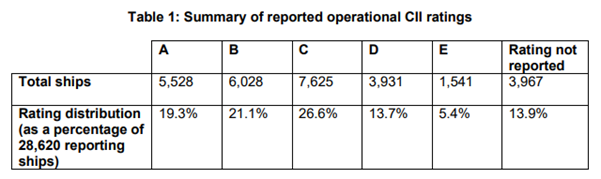 Table 1: Summary of reported operational CII ratings
A B C D E Rating not
reported
Total ships 5,528 6,028 7,625 3,931 1,541 3,967
Rating distribution 19.3% 21.1% 26.6% 13.7% 5.4% 13.9%
(as a percentage of
28,620 reporting
ships)